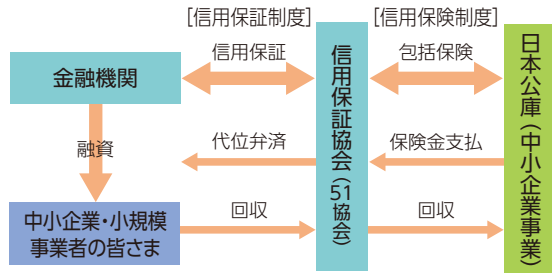 [信用保証制度]
[信用保険制度]
金融機関
信用保証
信用保証協会(51協会)
包括保険
日本公庫(中小企業事業)
融資
代位弁済
保険金支払
中小企業・小規模
事業者の皆さま
回収
回収